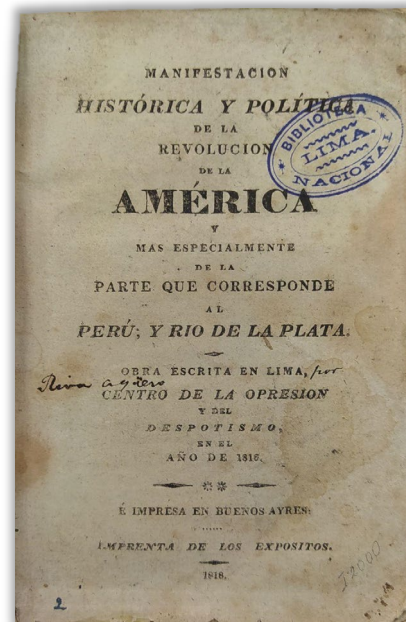 MANIFESTACION
HISTÓRICA Y POLÍTICA
DE LA
REVOLUCION
DE LA
AMÉRICA
Y
MAS ESPECIALMENTE
DE LA
PARTE QUE CORRESPONDE
AL
PERÚ; Y RIO DE LA PLATA.
OBRA ESCRITA EN LIMA, por
Riva aguero
CENTRO DE LA OPRESION
Y DEL
DESPOTISMO,
EN EL
AÑO DE 1816.
É IMPRESA EN BUENOS AYRES:
IMPRENTA DE LOS EXPOSITOS.
1818.
2
12000
BIBLIOTECA
LIMA.
NACIONAL